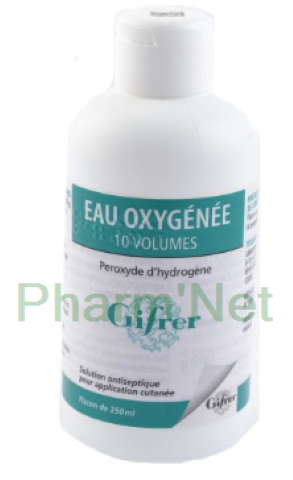 EAU OXYGÉNÉE
10 VOLUMES
Peroxyde d'hydrogène
Pharm'Net
Gifrer
Solution antiseptique
pour application cutanée
Flacon de 250ml
Gifrer